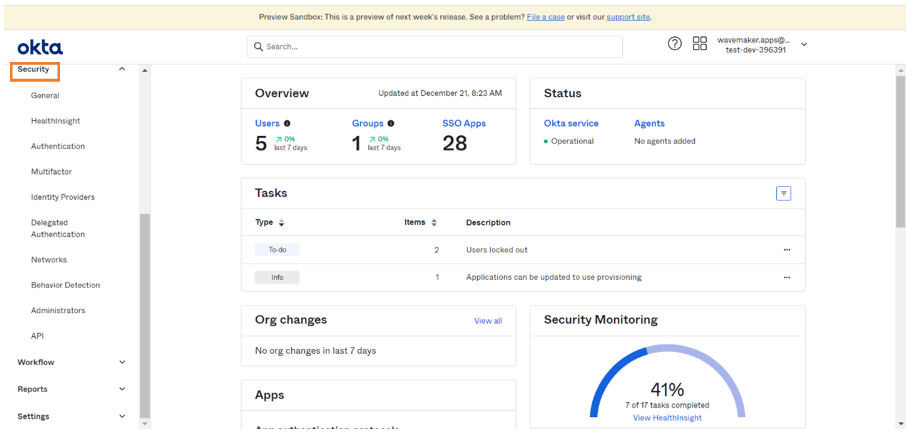 Preview Sandbox: This is a preview of next week's release. See a problem? File a case or visit our support site.
okta
Search...
wavemaker.apps@...
test-dev-396391
Security
General
HealthInsight
Authentication
Multifactor
Identity Providers
Delegated
Authentication
Networks
Behavior Detection
Administrators
API
Workflow
Reports
Settings
Overview
Updated at December 21, 8:23 AM
Users
Groups
SSO Apps
5
0%
last 7 days
1
0%
last 7 days
28
Status
Okta service
Agents
Operational
No agents added
Tasks
Type Items Description
To-do 2 Users locked out
Info 1 Applications can be updated to use provisioning
Org changes
View all
No org changes in last 7 days
Apps
App authentication protocols
Security Monitoring
41%
7 of 17 tasks completed
View HealthInsight